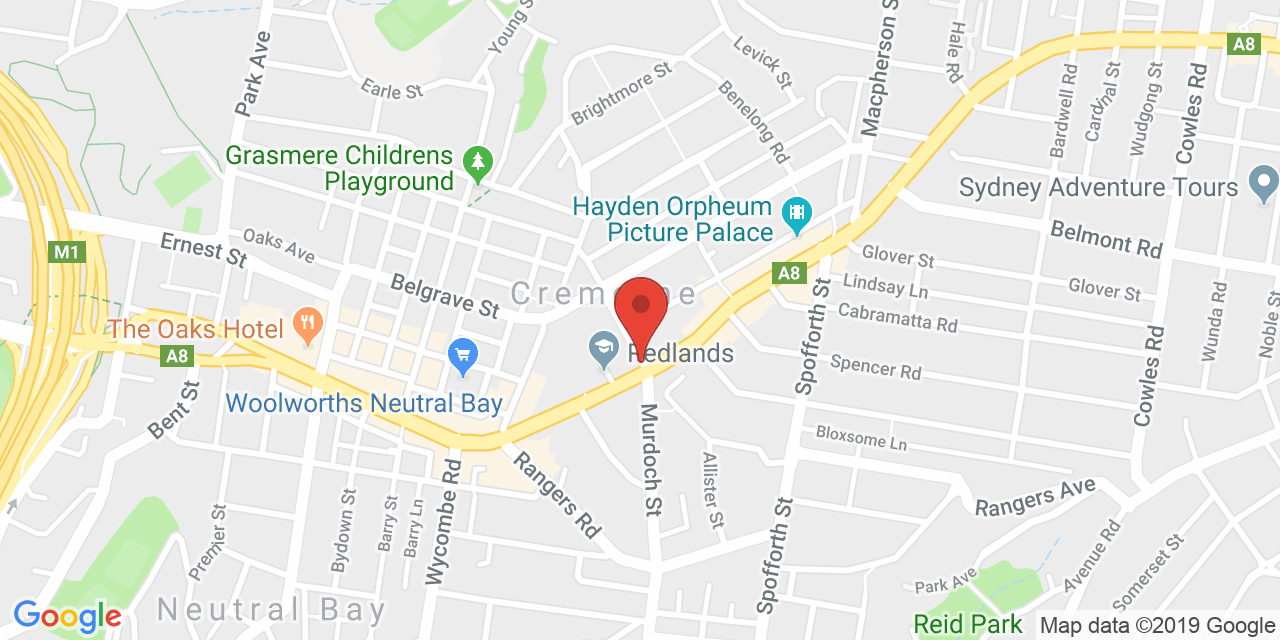 Park Ave
Young S
Earle St
Brightmore St
Levick St
Benelong Rd
Macpherson S
Hale Rd
A8
Bardwell Rd
Cardnal St
Wudgong St
Cowles Rd
Grasmere Childrens
Playground
Sydney Adventure Tours
Hayden Orpheum
Picture Palace
M1
Ernest St
Oaks Ave
Belgrave St
Belmont Rd
A8
Glover St
Lindsay Ln
Glover St
Cabramatta Rd
Wunda Rd
Noble St
The Oaks Hotel
A8
Redlands
Spofforth St
Spencer Rd
Cowles Rd
Woolworths Neutral Bay
Bent St
Murdoch St
Bloxsome Ln
Rangers Rd
Allister St
Wycombe Rd
Rangers Ave
Bydown St
Barry St
Barry Ln
Premier St
Spofforth St
Avenue Rd
Somerset St
Park Ave
Neutral Bay
Google
Reid Park
Map data ©2019 Google